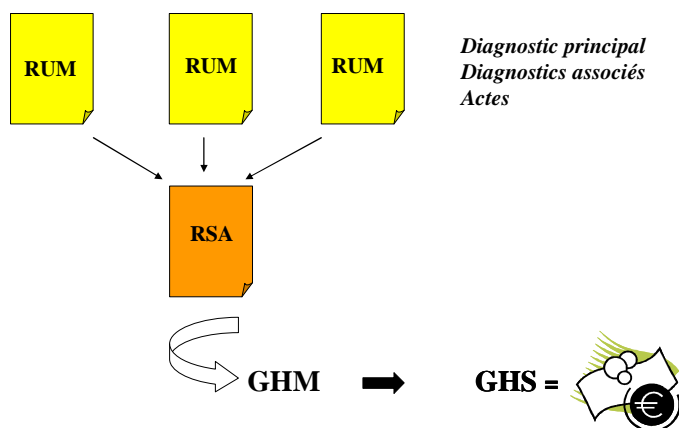 RUM RUM RUM
Diagnostic principal
Diagnostics associés
Actes
RSA
GHM GHS = €